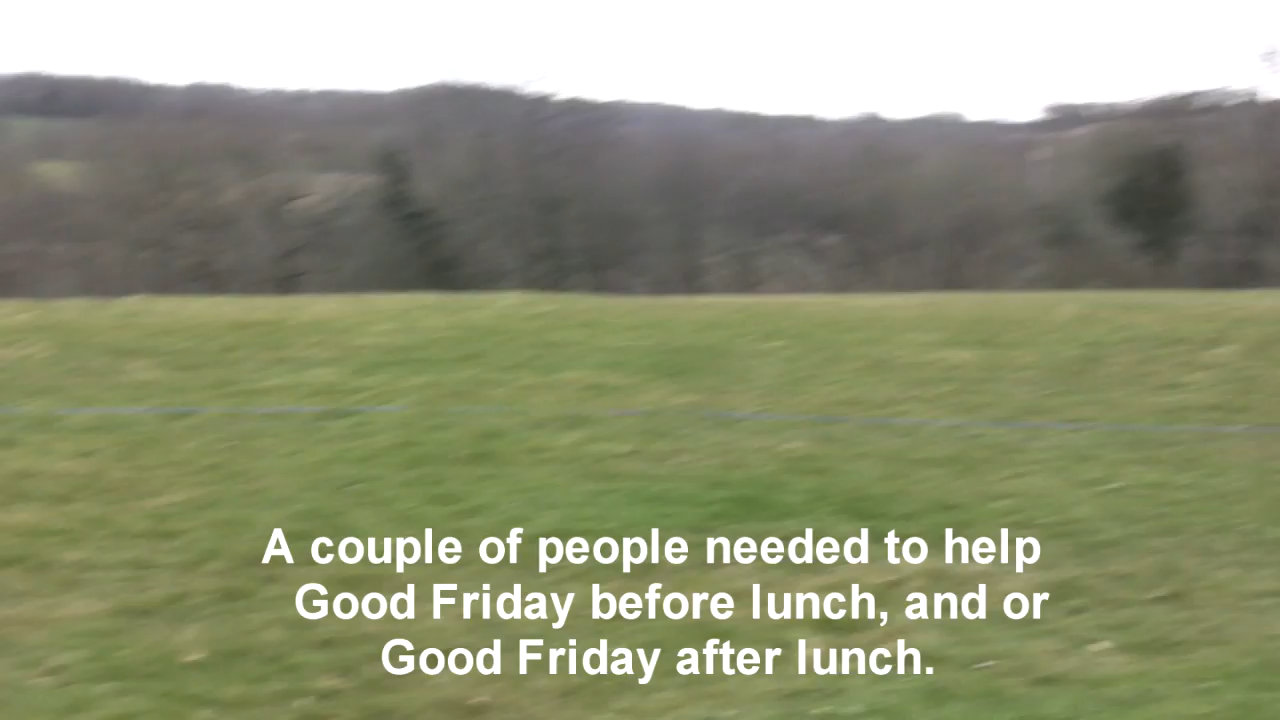 A couple of people needed to help
Good Friday before lunch, and or
Good Friday after lunch.